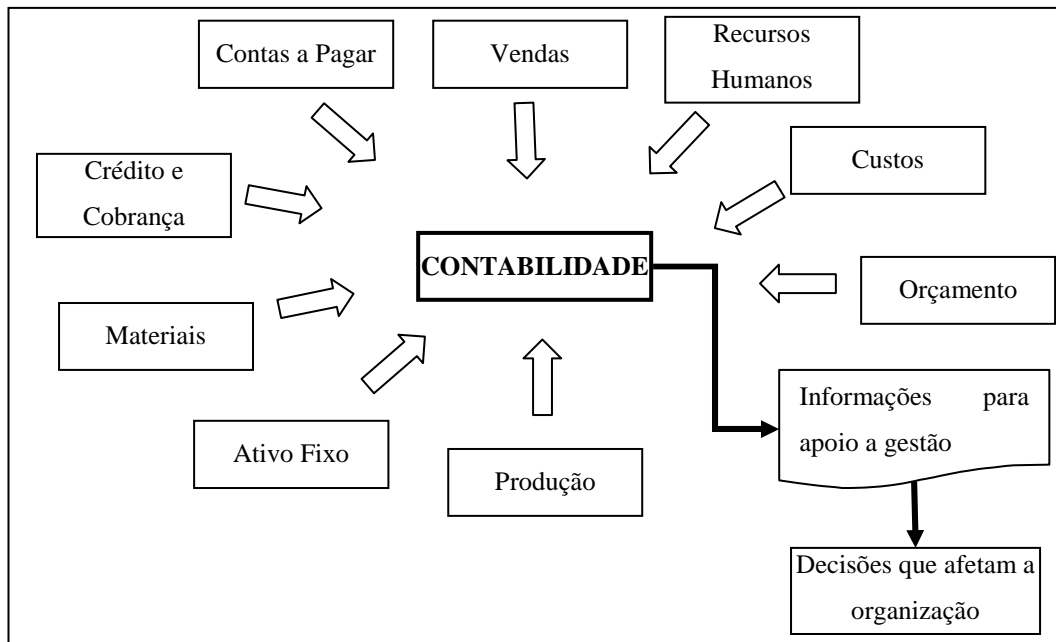 Contas a Pagar
Vendas
Recursos
Humanos
Crédito e
Cobrança
Custos
CONTABILIDADE
Materiais
Orçamento
Ativo Fixo
Produção
Informações para
apoio a gestão
Decisões que afetam a
organização